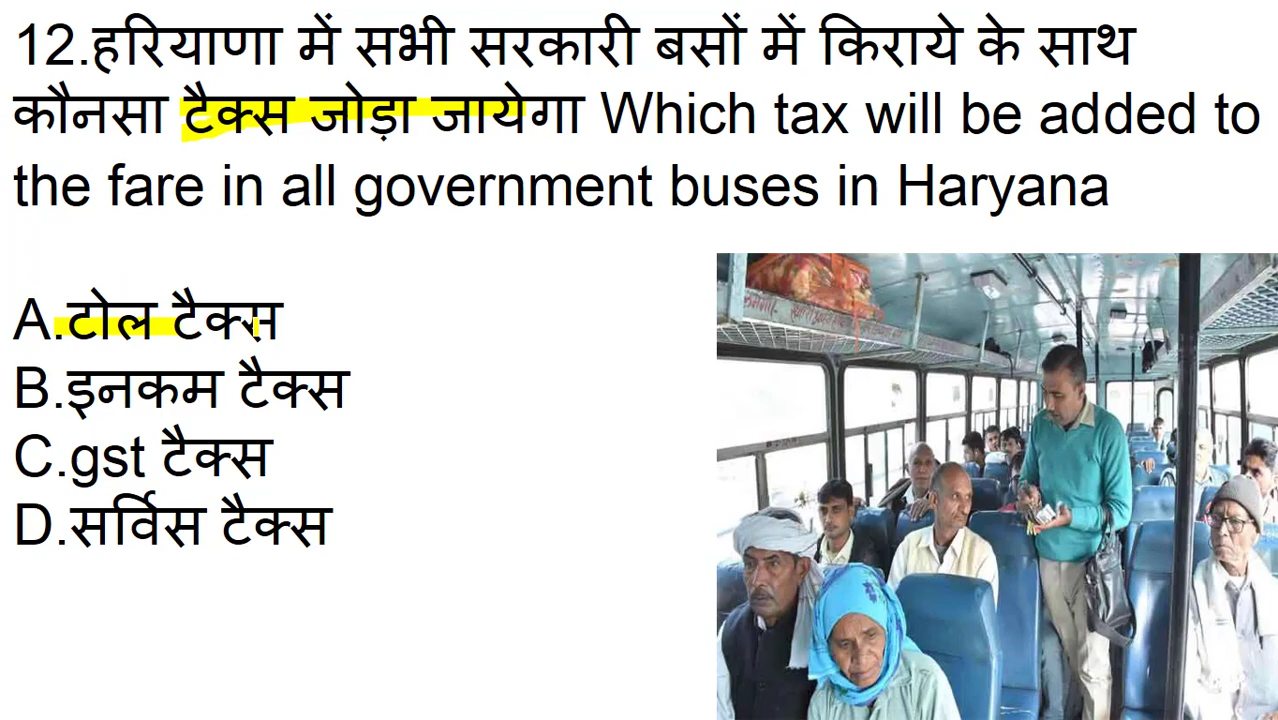 12.हरियाणा में सभी सरकारी बसों में किराये के साथ
कौनसा टैक्स जोड़ा जायेगा Which tax will be added to
the fare in all government buses in Haryana
A.टोल टैक्स
B.इनकम टैक्स
C.gst टैक्स
D.सर्विस टैक्स